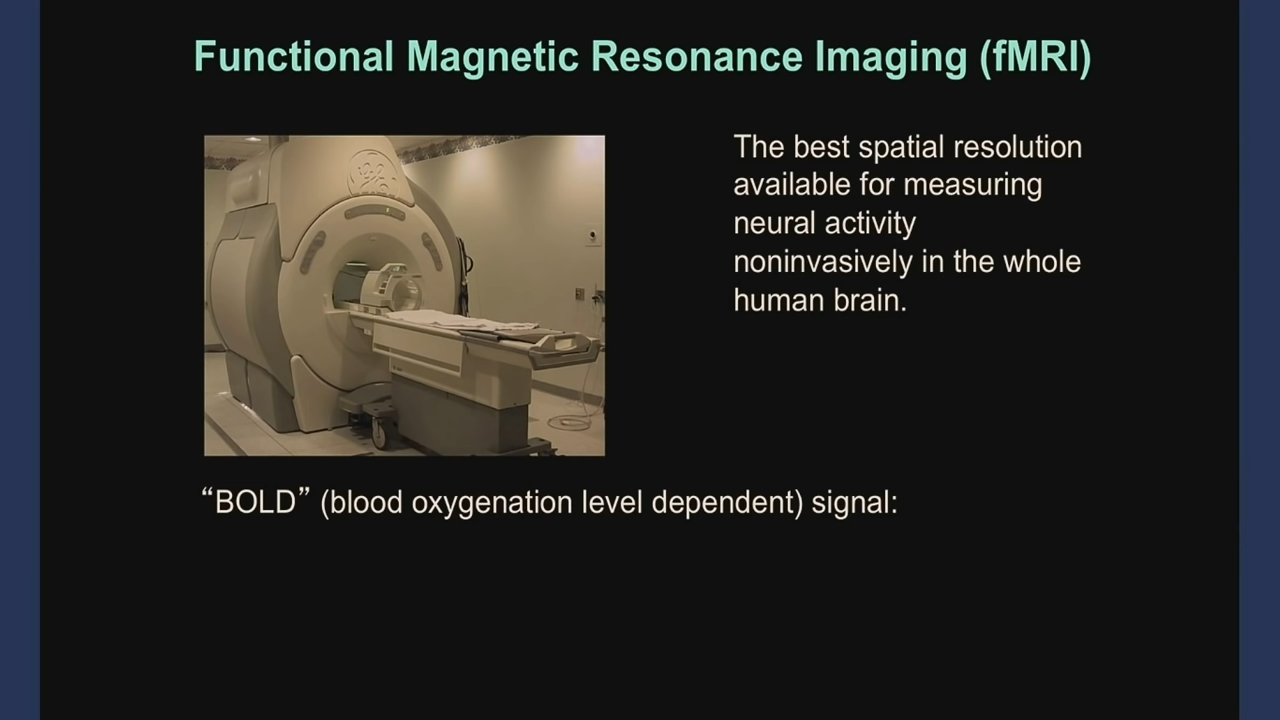 Functional Magnetic Resonance Imaging (fMRI)
The best spatial resolution
available for measuring
neural activity
noninvasively in the whole
human brain.
“BOLD” (blood oxygenation level dependent) signal: